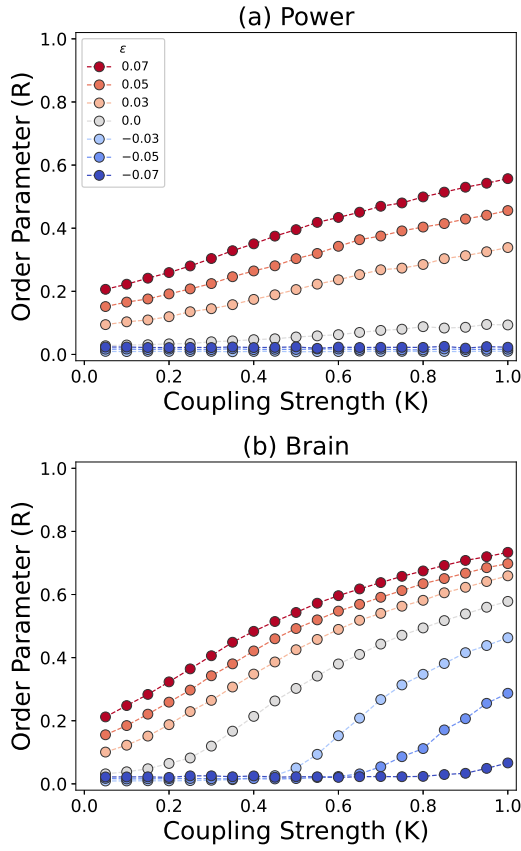 (a) Power
1.0
0.8
0.6
0.4
0.2
0.0
Order Parameter (R)
ε
0.07
0.05
0.03
0.0
−0.03
−0.05
−0.07
0.0 0.2 0.4 0.6 0.8 1.0
Coupling Strength (K)
(b) Brain
1.0
0.8
0.6
0.4
0.2
0.0
Order Parameter (R)
0.0 0.2 0.4 0.6 0.8 1.0
Coupling Strength (K)